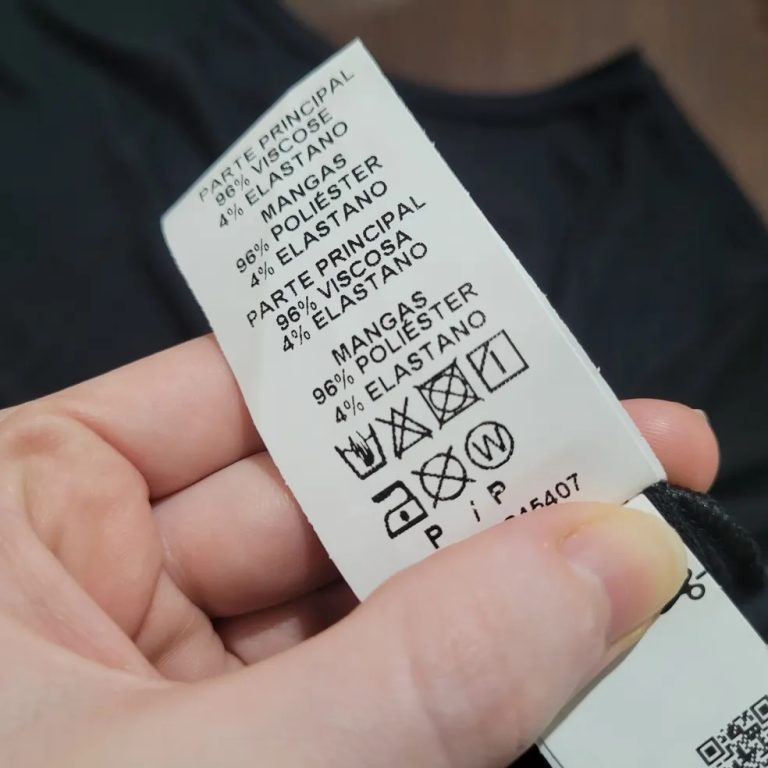 PARTE PRINCIPAL
96% VISCOSE
4% ELASTANO
MANGAS
96% POLIÉSTER
4% ELASTANO
PARTE PRINCIPAL
96% VISCOSA
4% ELASTANO
MANGAS
96% POLIÉSTER
4% ELASTANO
W
P i P
45407